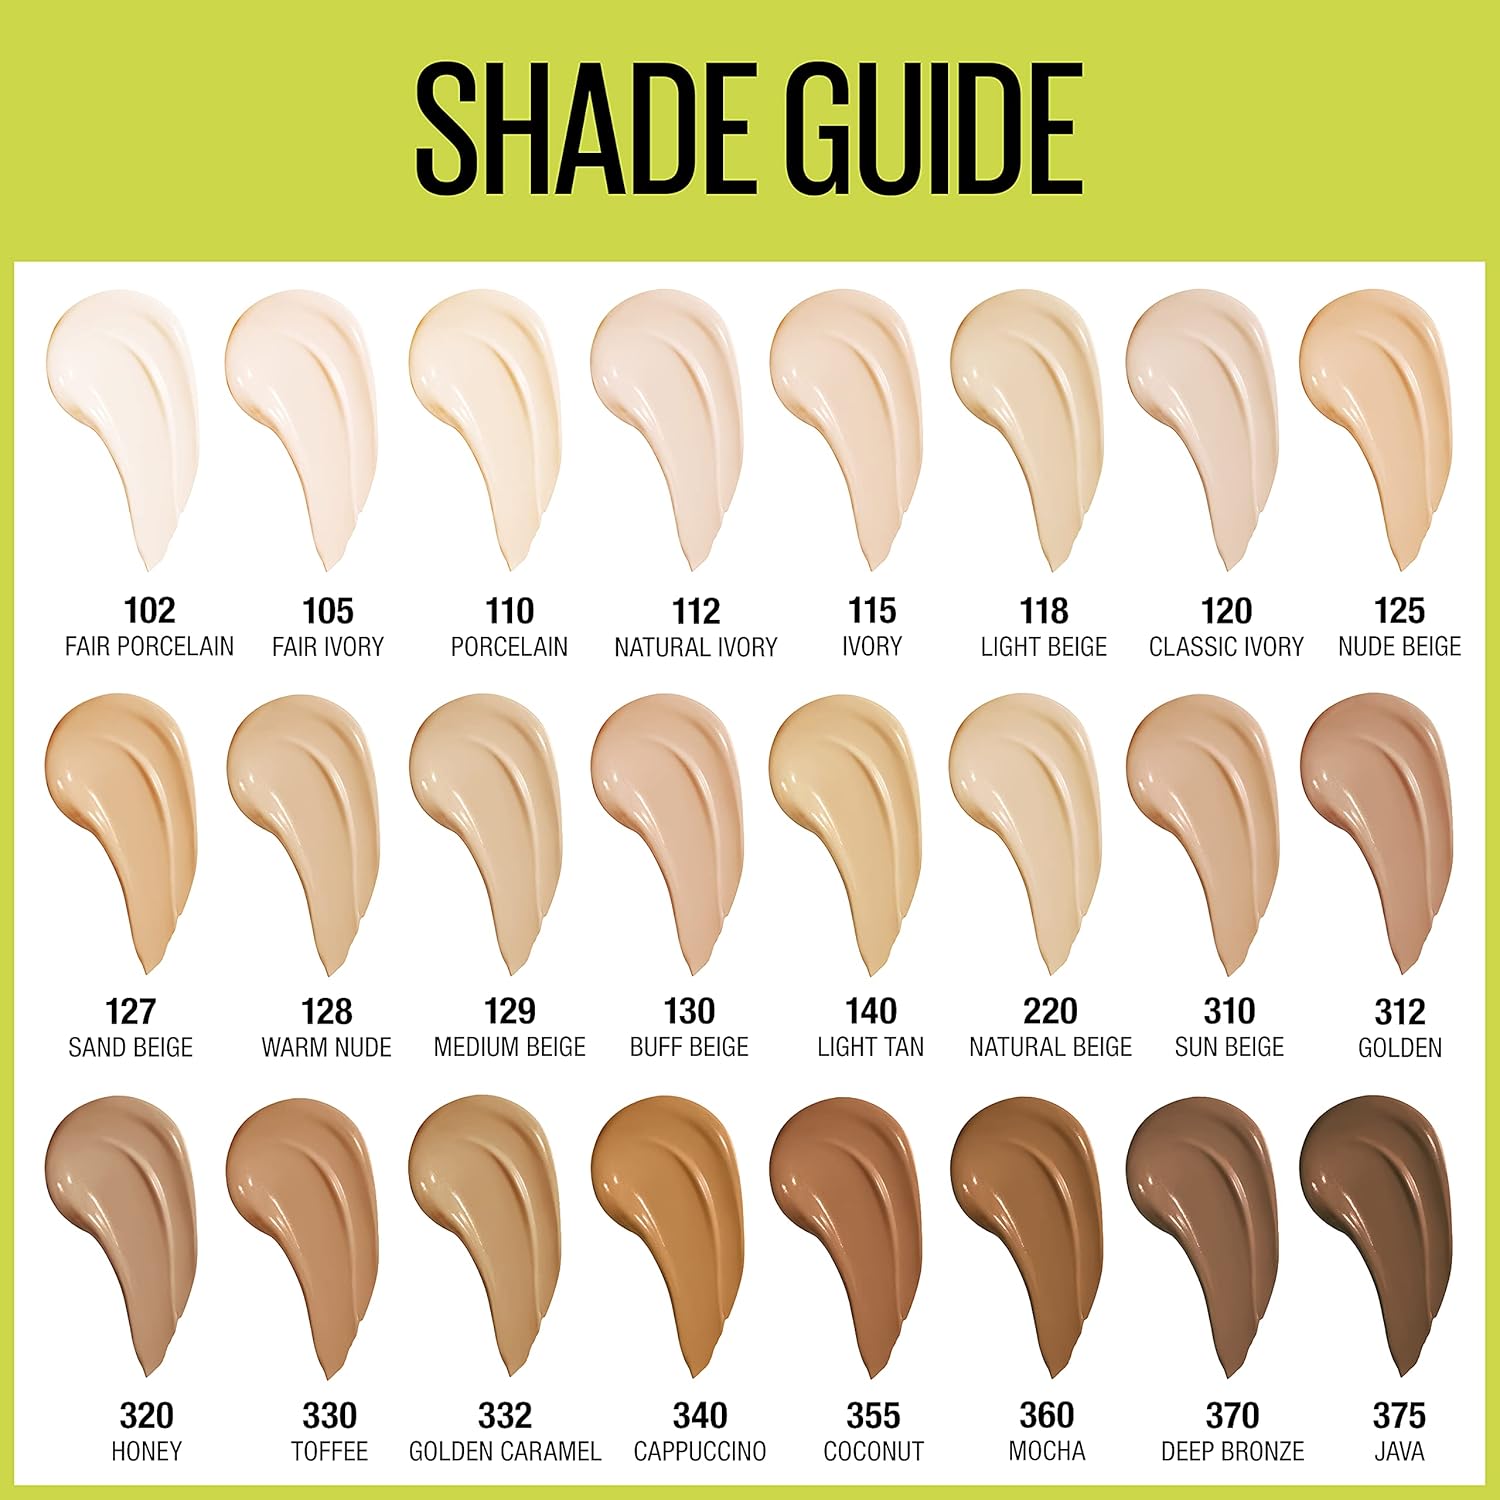 SHADE GUIDE
102 105 110 112 115 118 120 125
FAIR PORCELAIN FAIR IVORY PORCELAIN NATURAL IVORY IVORY LIGHT BEIGE CLASSIC IVORY NUDE BEIGE
127 128 129 130 140 220 310 312
SAND BEIGE WARM NUDE MEDIUM BEIGE BUFF BEIGE LIGHT TAN NATURAL BEIGE SUN BEIGE GOLDEN
320 330 332 340 355 360 370 375
HONEY TOFFEE GOLDEN CARAMEL CAPPUCCINO COCONUT MOCHA DEEP BRONZE JAVA